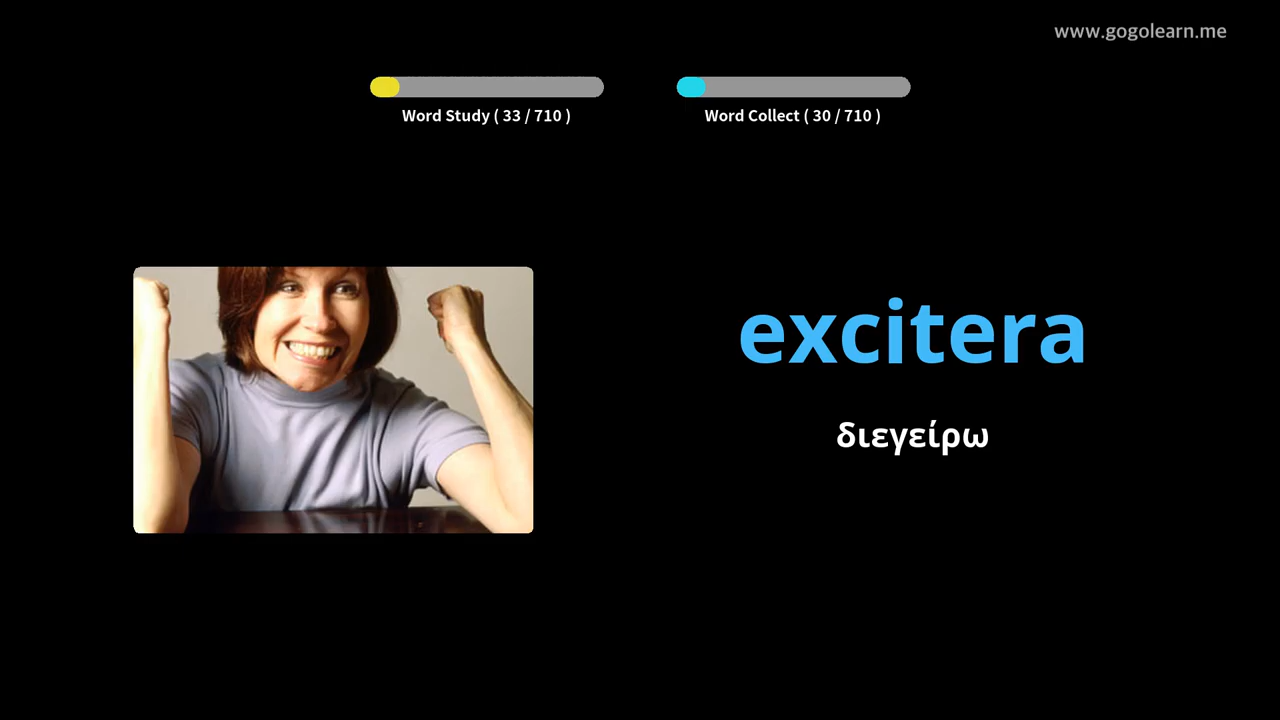 www.gogolearn.me
Word Study ( 33 / 710 )
Word Collect ( 30 / 710 )
excitera
διεγείρω